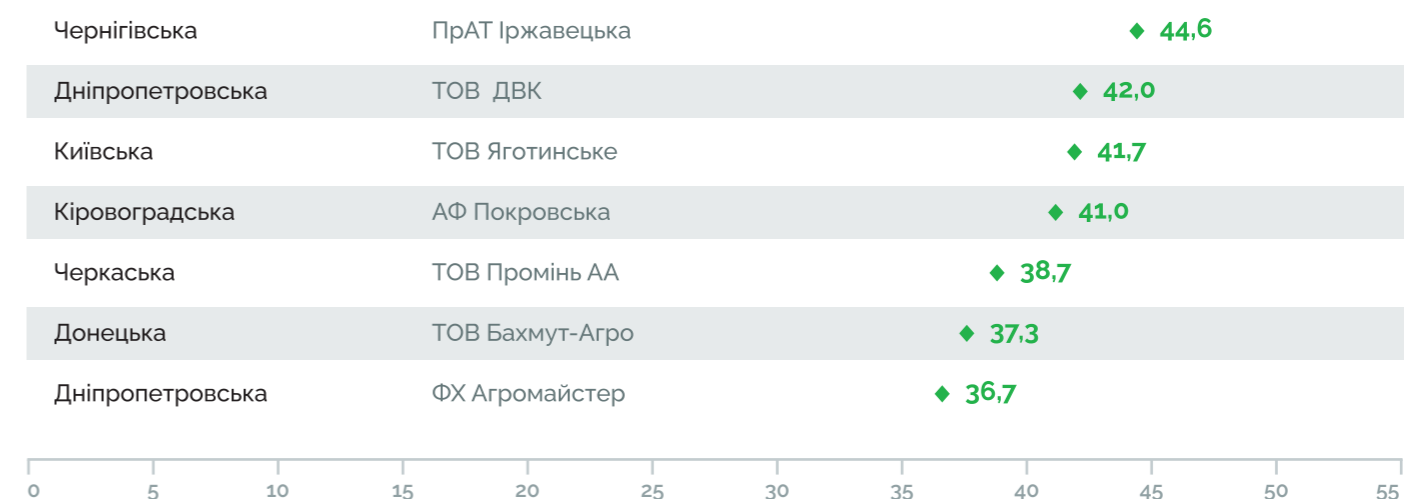 Чернігівська ПрАТ Іржавецька 44,6
Дніпропетровська ТОВ ДВК 42,0
Київська ТОВ Яготинське 41,7
Кіровоградська АФ Покровська 41,0
Черкаська ТОВ Промінь АА 38,7
Донецька ТОВ Бахмут-Агро 37,3
Дніпропетровська ФХ Агромайстер 36,7
0 5 10 15 20 25 30 35 40 45 50 55